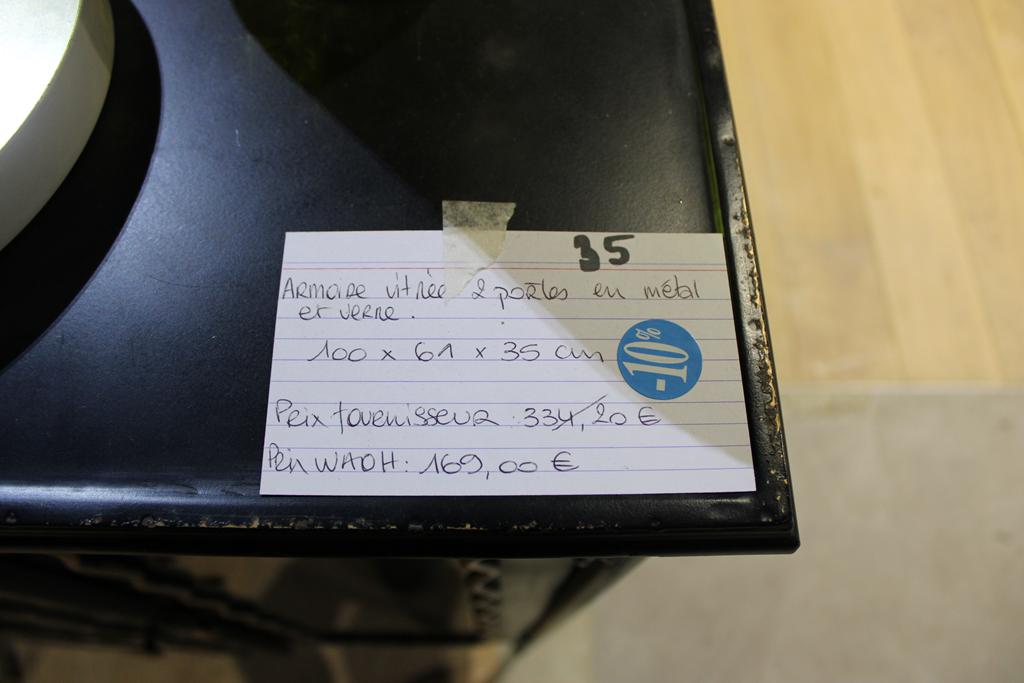 35
Armoire vitrée 2 portes en métal
et verre.
100 x 61 x 35 cm
-10%
Prix fournisseur : 334,20 €
Prix WAOH : 169,00 €